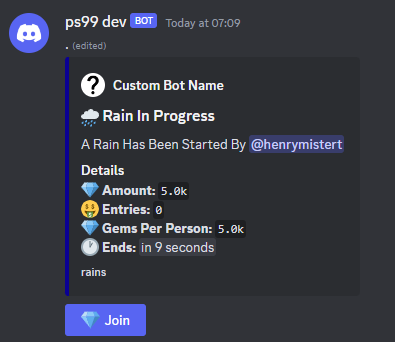 ps99 dev BOT Today at 07:09
. (edited)
? Custom Bot Name
Rain In Progress
A Rain Has Been Started By @henrymistert
Details
Amount: 5.0k
Entries: 0
Gems Per Person: 5.0k
Ends: in 9 seconds
rains
Join